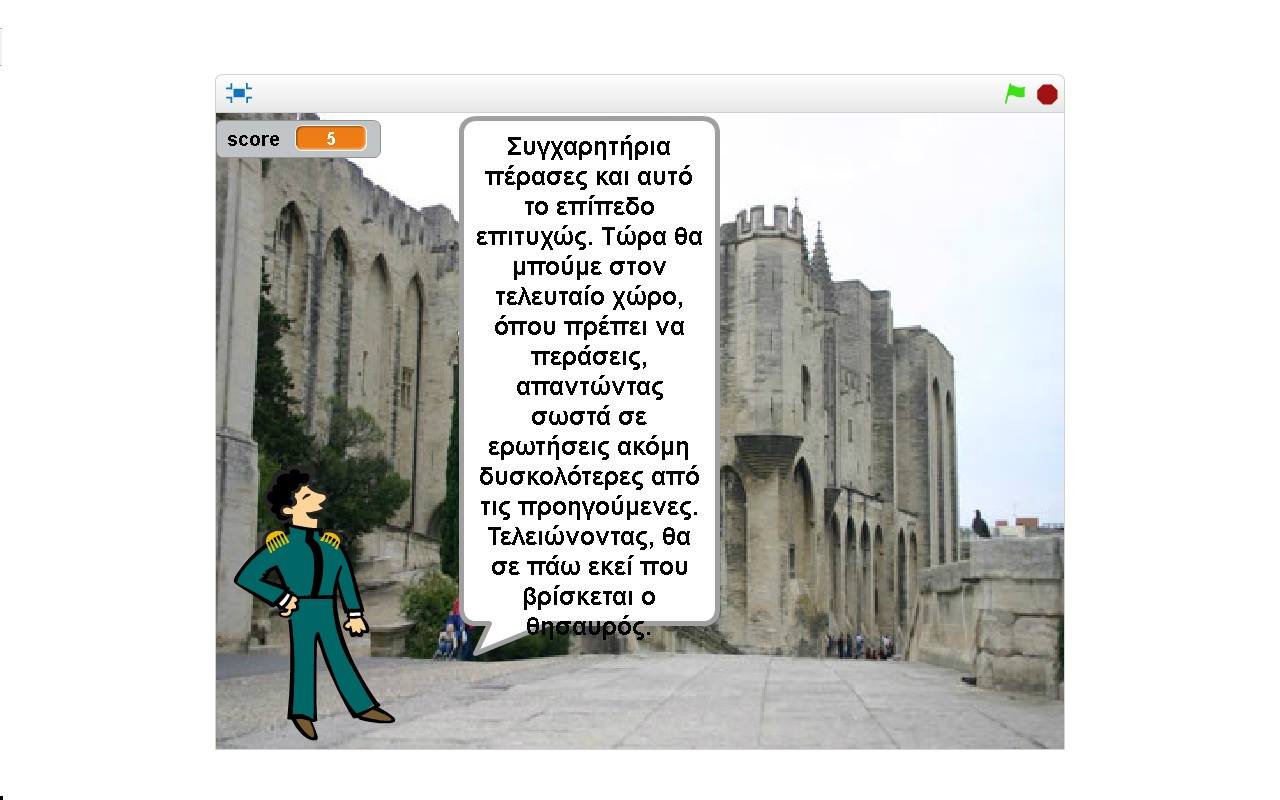 score 5
Συγχαρητήρια
πέρασες και αυτό
το επίπεδο
επιτυχώς. Τώρα θα
μπούμε στον
τελευταίο χώρο,
όπου πρέπει να
περάσεις,
απαντώντας
σωστά σε
ερωτήσεις ακόμη
δυσκολότερες από
τις προηγούμενες.
Τελειώνοντας, θα
σε πάω εκεί που
βρίσκεται ο
θησαυρός.